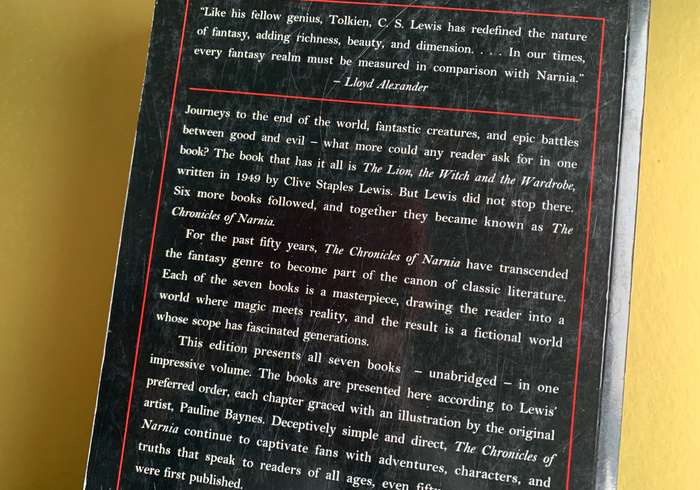 “Like his fellow genius, Tolkien, C. S. Lewis has redefined the nature
of fantasy, adding richness, beauty, and dimension. . . . In our times,
every fantasy realm must be measured in comparison with Narnia.”
– Lloyd Alexander
Journeys to the end of the world, fantastic creatures, and epic battles
between good and evil – what more could any reader ask for in one
book? The book that has it all is The Lion, the Witch and the Wardrobe,
written in 1949 by Clive Staples Lewis. But Lewis did not stop there.
Six more books followed, and together they became known as The
Chronicles of Narnia.
For the past fifty years, The Chronicles of Narnia have transcended
the fantasy genre to become part of the canon of classic literature.
Each of the seven books is a masterpiece, drawing the reader into a
world where magic meets reality, and the result is a fictional world
whose scope has fascinated generations.
This edition presents all seven books – unabridged – in one
impressive volume. The books are presented here according to Lewis’
preferred order, each chapter graced with an illustration by the original
artist, Pauline Baynes. Deceptively simple and direct, The Chronicles of
Narnia continue to captivate fans with adventures, characters, and
truths that speak to readers of all ages, even
were first published.